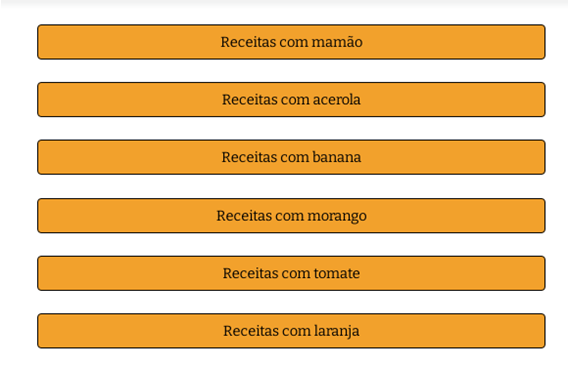 Receitas com mamão
Receitas com acerola
Receitas com banana
Receitas com morango
Receitas com tomate
Receitas com laranja